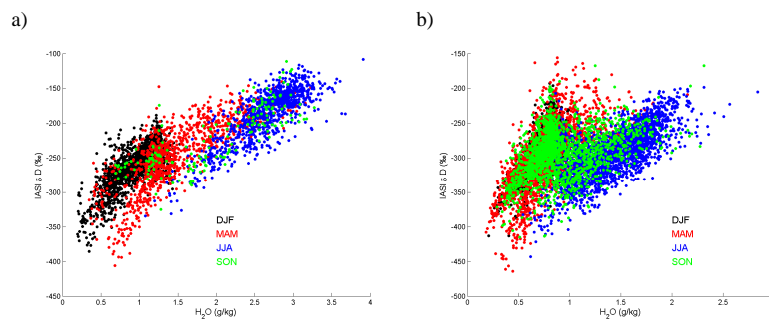 a)
-100
-150
-200
-250
-300
-350
-400
-450
-500
IASI δ D (‰)
0 0.5 1 1.5 2 2.5 3 3.5 4
H₂O (g/kg)
DJF
MAM
JJA
SON
b)
-150
-200
-250
-300
-350
-400
-450
-500
IASI δ D (‰)
0 0.5 1 1.5 2 2.5
H₂O (g/kg)
DJF
MAM
JJA
SON